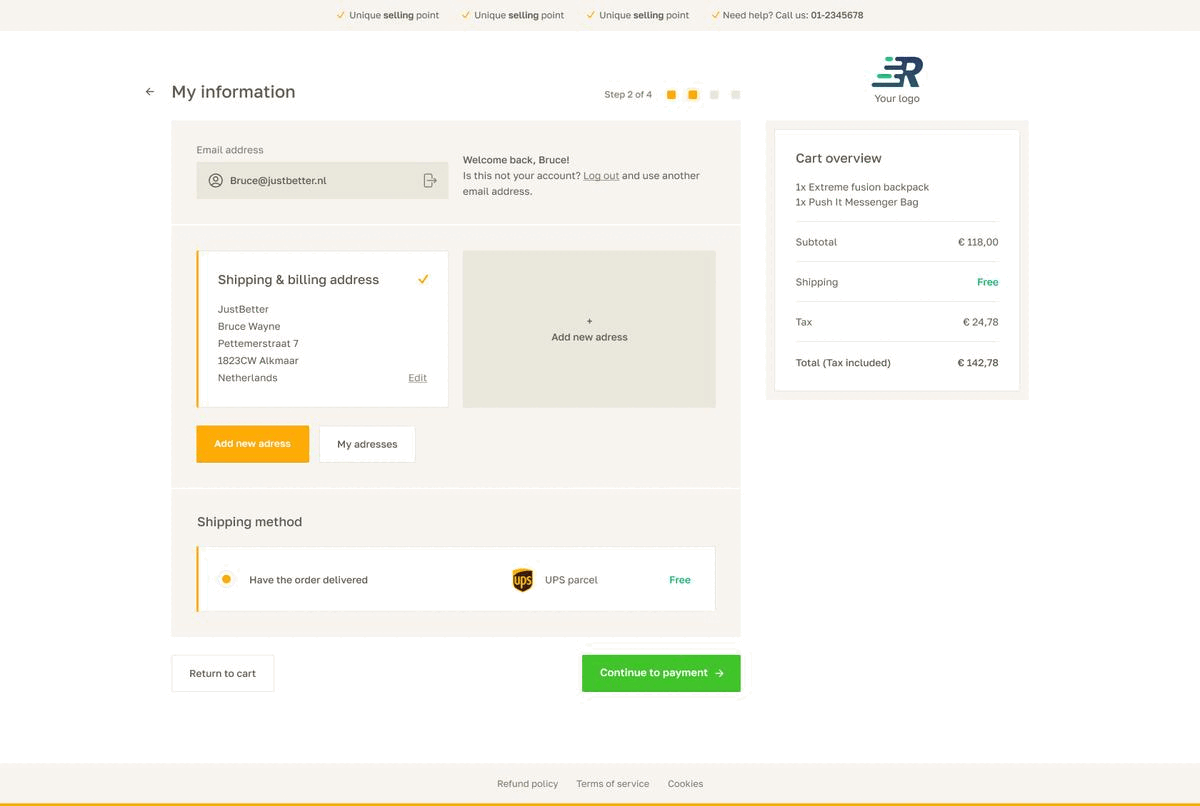 Unique selling point
Unique selling point
Unique selling point
Need help? Call us: 01-2345678
My information
Step 2 of 4
R
Your logo
Email address
Bruce@justbetter.nl
Welcome back, Bruce!
Is this not your account? Log out and use another
email address.
Shipping & billing address
JustBetter
Bruce Wayne
Pettemerstraat 7
1823CW Alkmaar
Netherlands
Edit
+
Add new adress
Add new adress
My adresses
Shipping method
Have the order delivered
ups
UPS parcel
Free
Return to cart
Continue to payment
Cart overview
1x Extreme fusion backpack
1x Push It Messenger Bag
Subtotal € 118,00
Shipping Free
Tax € 24,78
Total (Tax included) € 142,78
Refund policy
Terms of service
Cookies